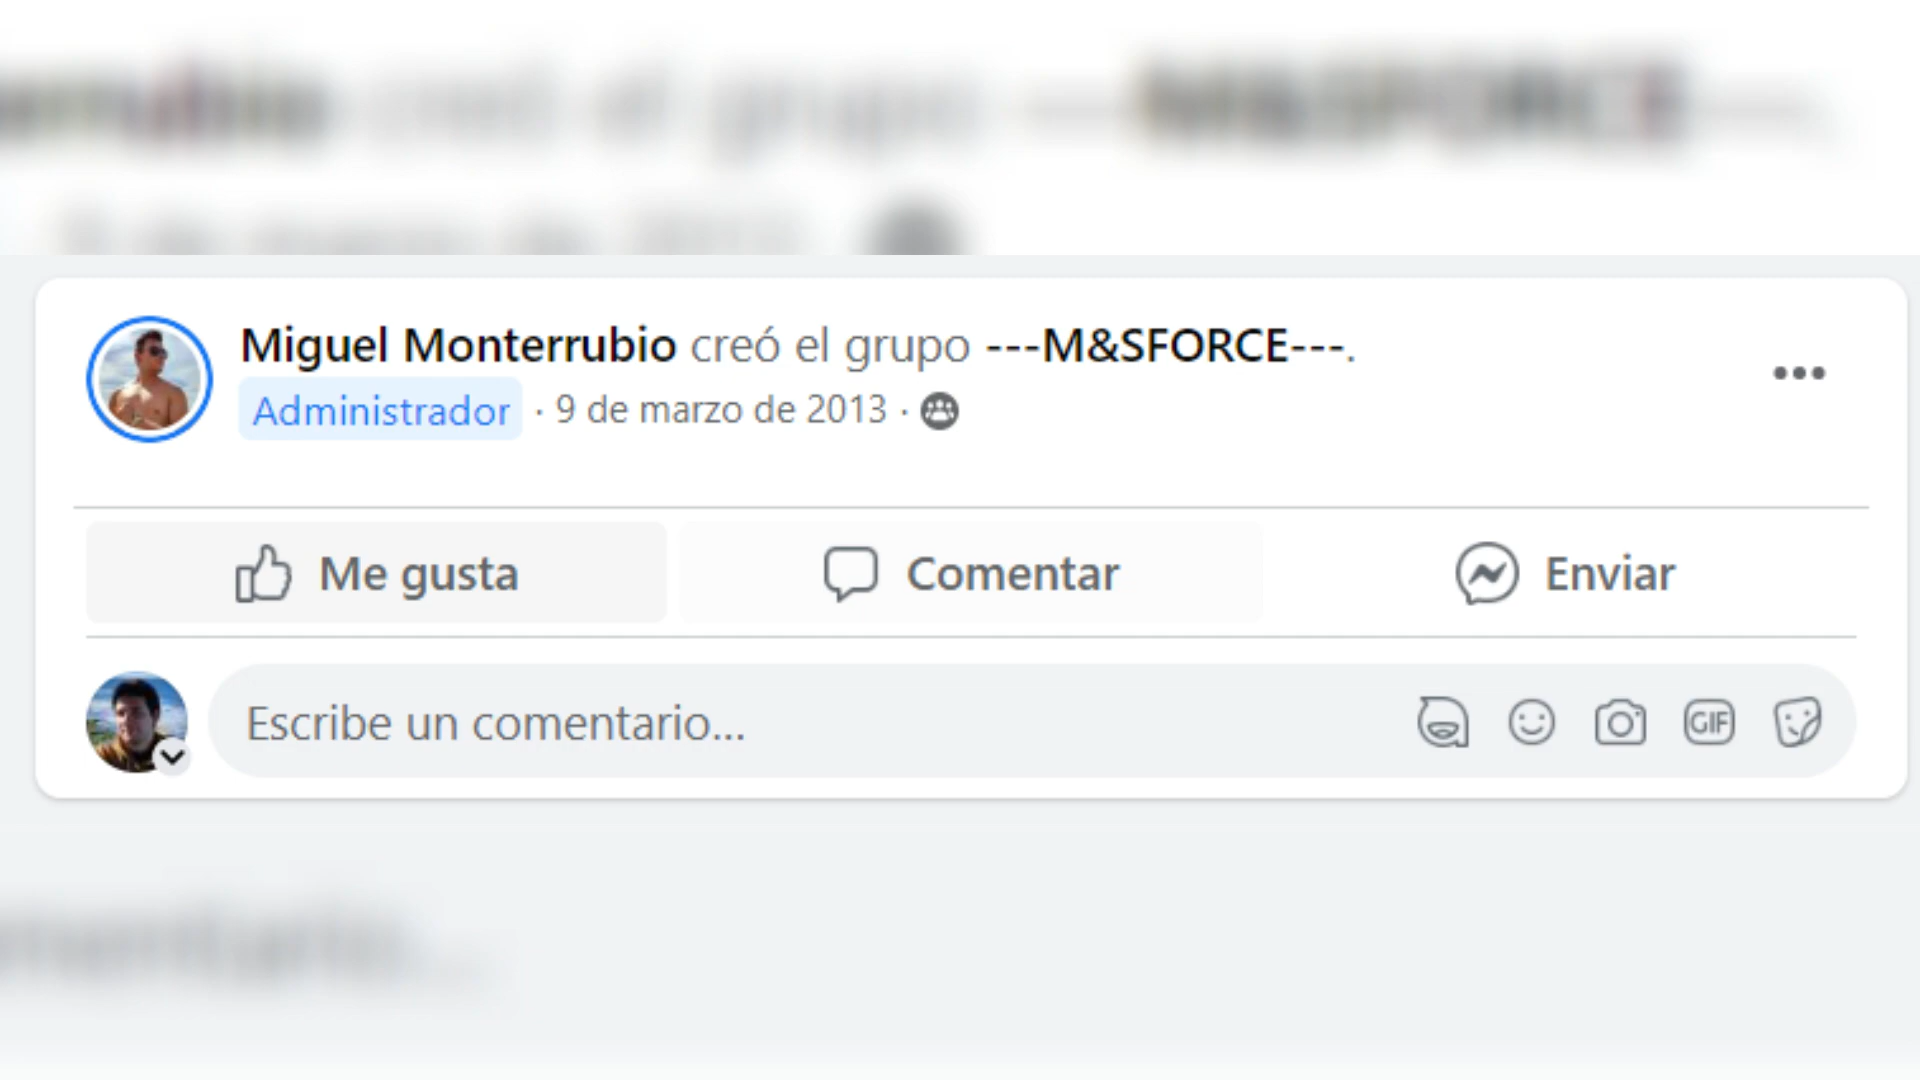 Miguel Monterrubio creó el grupo ---M&SFORCE---.
Administrador · 9 de marzo de 2013 ·
Me gusta
Comentar
Enviar
Escribe un comentario...
GIF